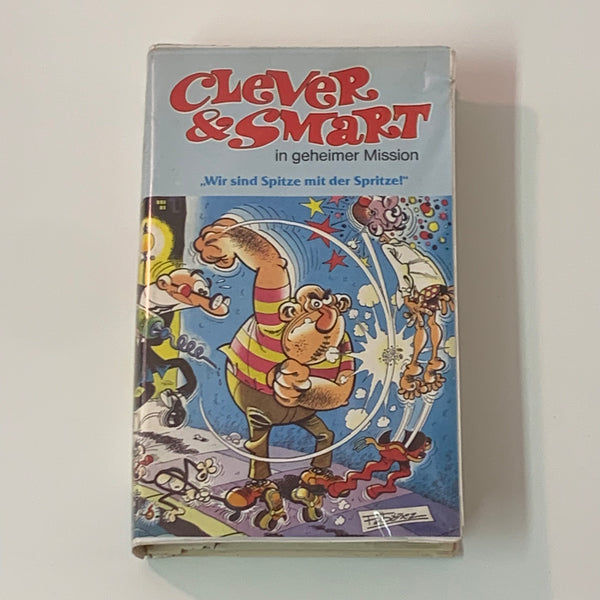 CLEVER
& SMART
in geheimer Mission
„Wir sind Spitze mit der Spritze!“